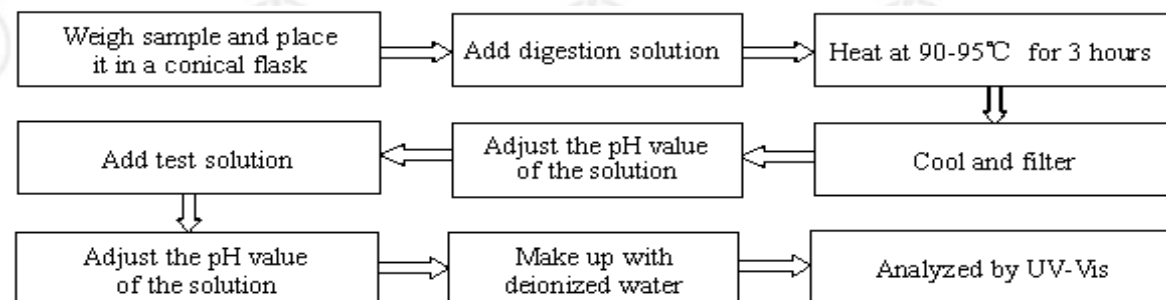 Weigh sample and place
it in a conical flask
Add digestion solution
Heat at 90-95℃ for 3 hours
Cool and filter
Adjust the pH value
of the solution
Add test solution
Adjust the pH value
of the solution
Make up with
deionized water
Analyzed by UV-Vis